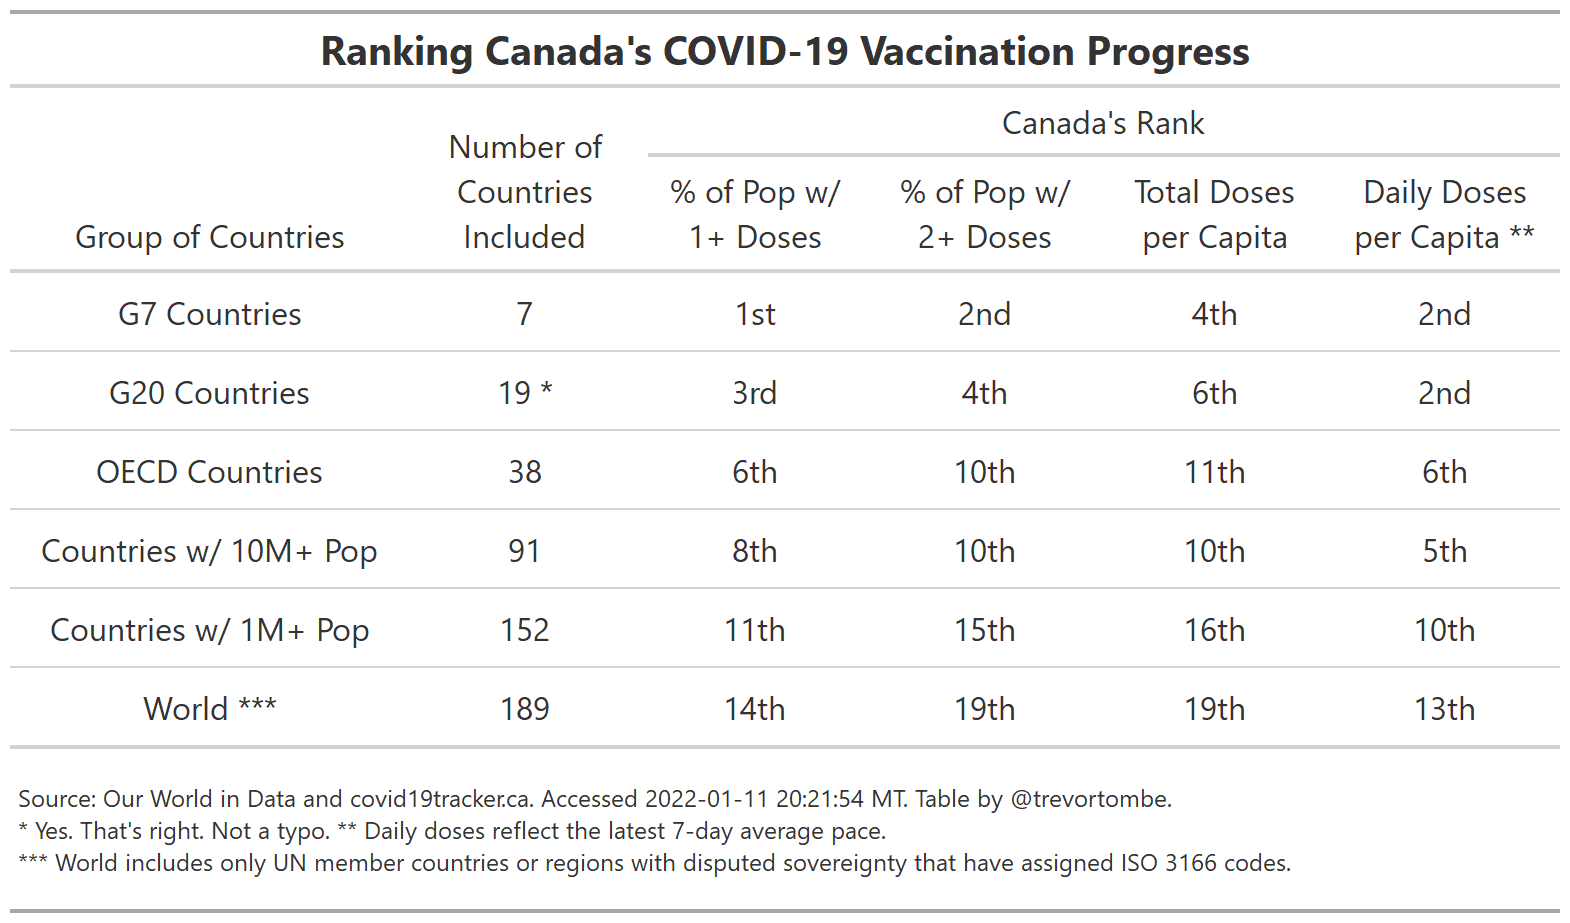 Ranking Canada's COVID-19 Vaccination Progress
Canada's Rank
Number of
Countries
Included
Group of Countries
% of Pop w/
1+ Doses
% of Pop w/
2+ Doses
Total Doses
per Capita
Daily Doses
per Capita **
G7 Countries 7 1st 2nd 4th 2nd
G20 Countries 19 * 3rd 4th 6th 2nd
OECD Countries 38 6th 10th 11th 6th
Countries w/ 10M+ Pop 91 8th 10th 10th 5th
Countries w/ 1M+ Pop 152 11th 15th 16th 10th
World *** 189 14th 19th 19th 13th
Source: Our World in Data and covid19tracker.ca. Accessed 2022-01-11 20:21:54 MT. Table by @trevortombe.
* Yes. That's right. Not a typo. ** Daily doses reflect the latest 7-day average pace.
*** World includes only UN member countries or regions with disputed sovereignty that have assigned ISO 3166 codes.